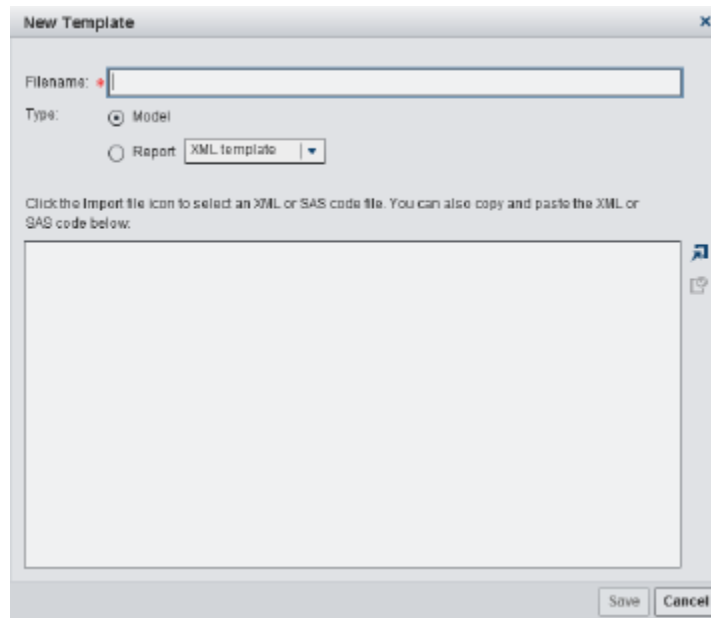 New Template
Filename: *
Type:
Model
Report XML template
Click the Import file icon to select an XML or SAS code file. You can also copy and paste the XML or
SAS code below:
Save Cancel